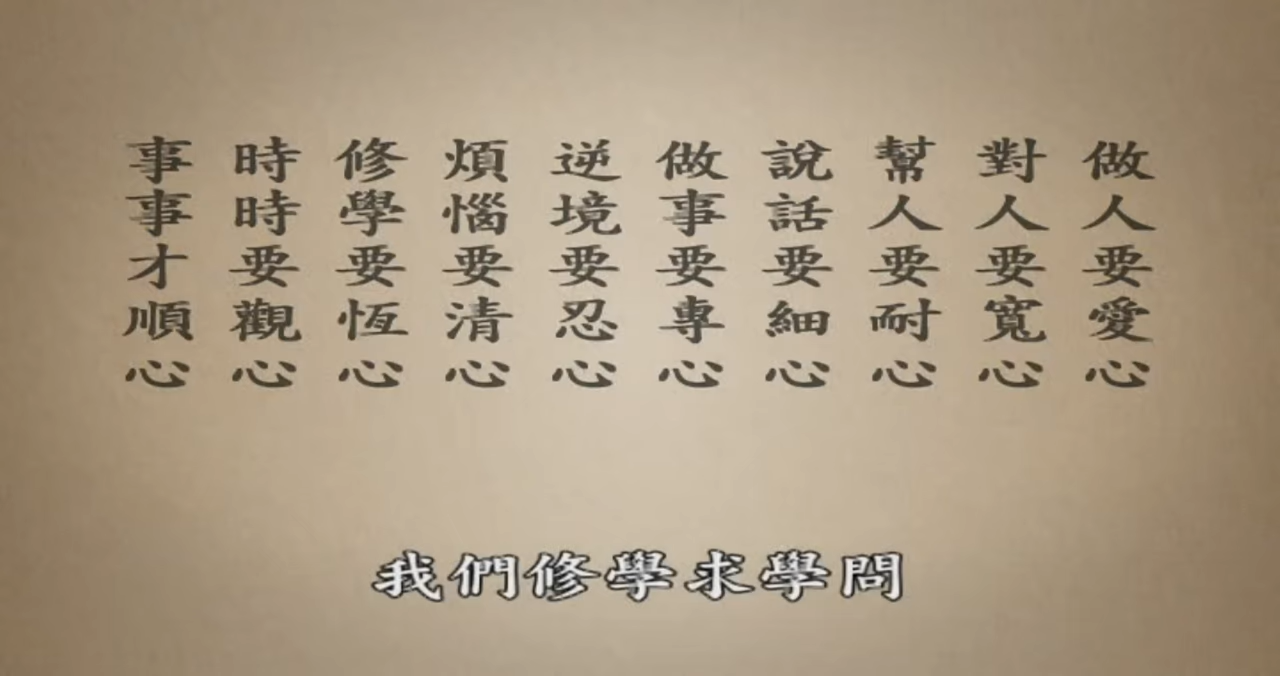 做人要愛心
對人要寬心
幫人要耐心
說話要細心
做事要專心
逆境要忍心
煩惱要清心
修學要恆心
時時要觀心
事事才順心
我們修學求學問